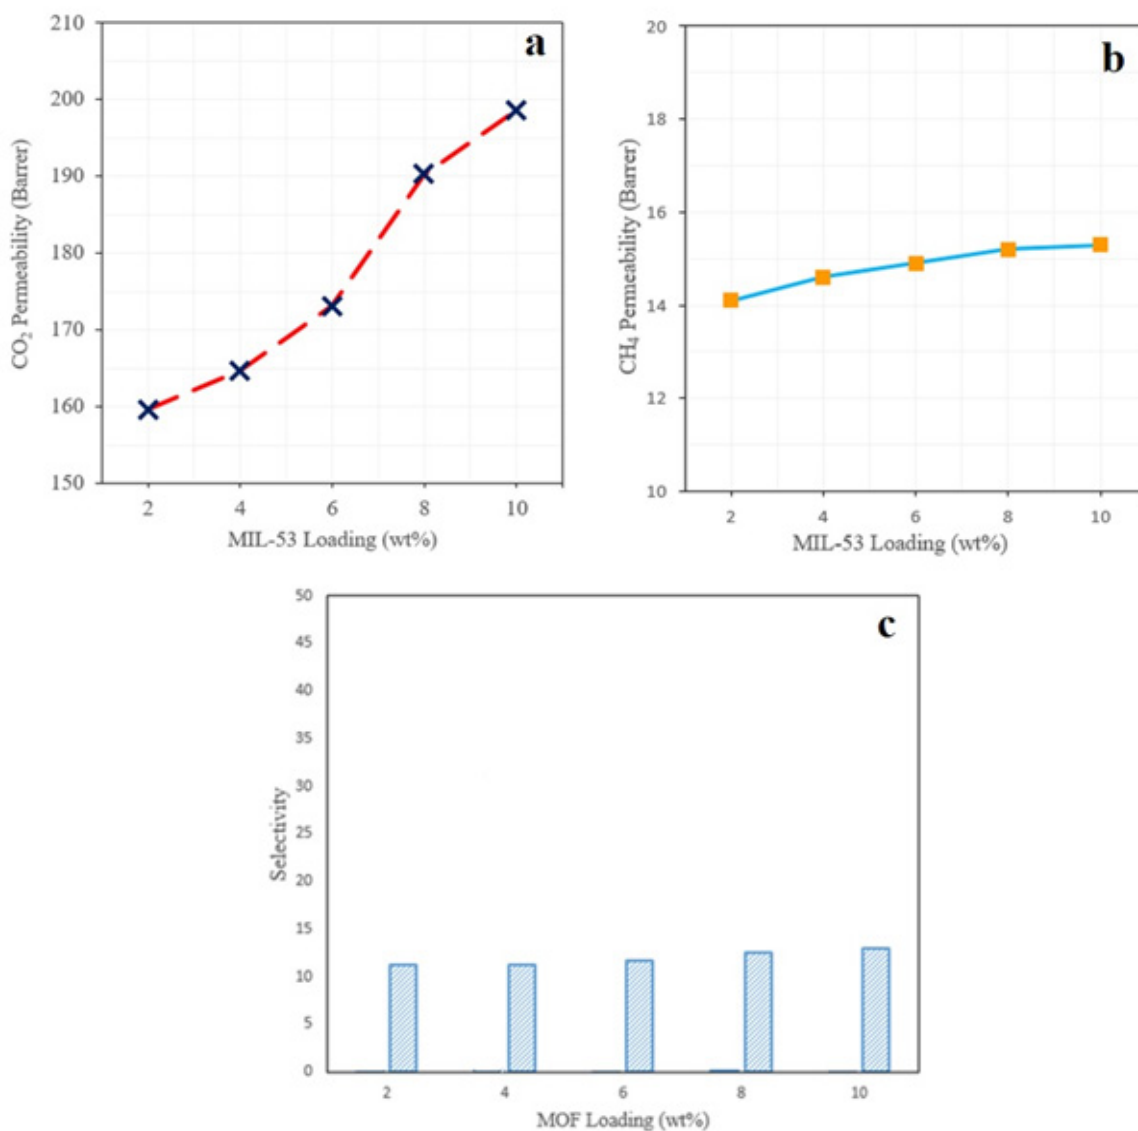 a
210
200
190
180
170
160
150
CO₂ Permeability (Barrer)
2 4 6 8 10
MIL-53 Loading (wt%)
b
20
18
16
14
12
10
CH₄ Permeability (Barrer)
2 4 6 8 10
MIL-53 Loading (wt%)
c
50
45
40
35
30
25
20
15
10
5
0
Selectivity
2 4 6 8 10
MOF Loading (wt%)